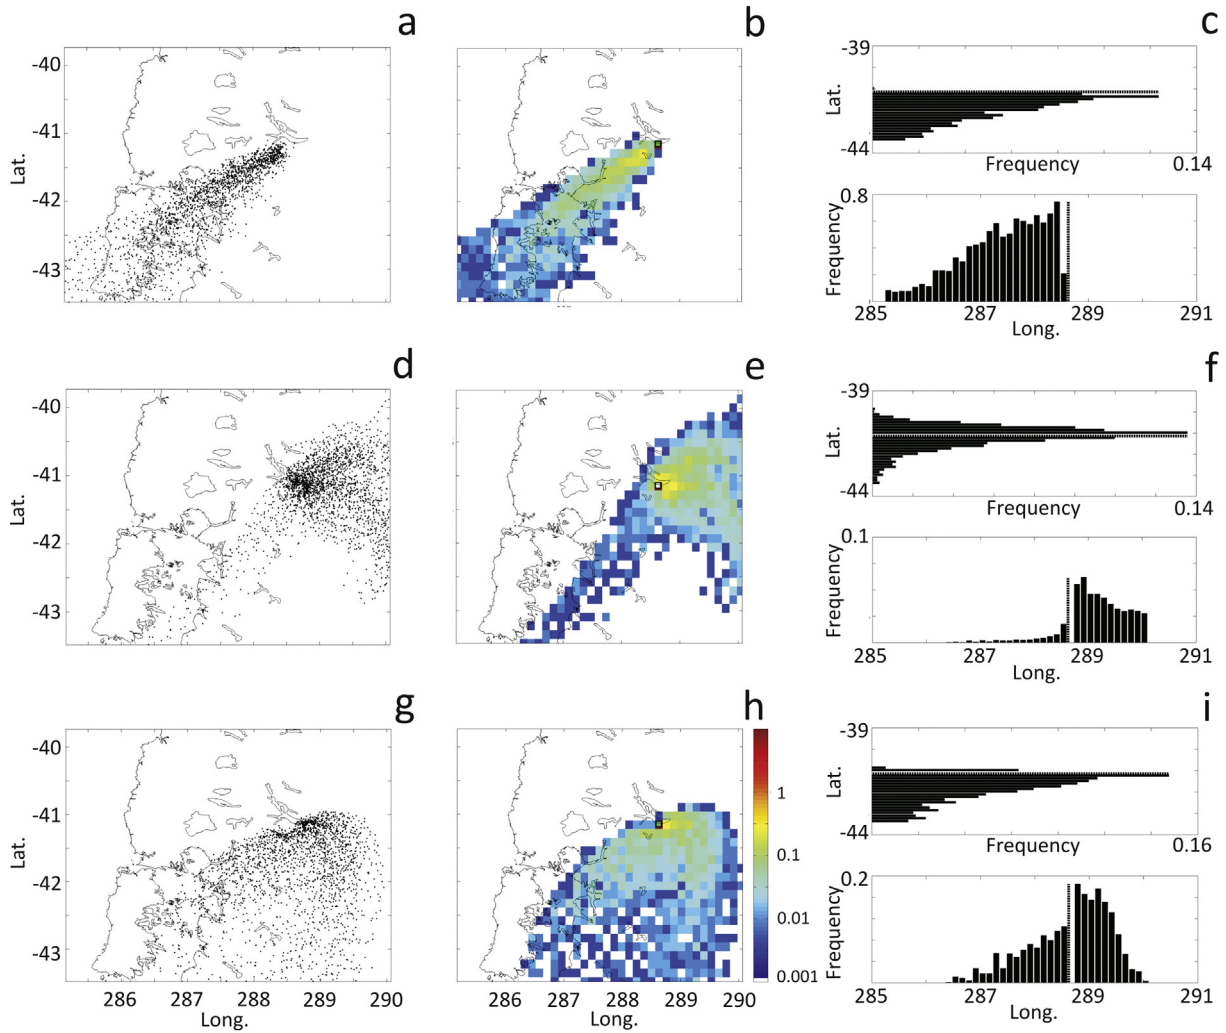 a
b
c
-40
-41
-42
-43
Lat.
-39
Lat.
-44
Frequency
0.14
0.8
Frequency
285
287
289
291
Long.
d
e
f
-40
-41
-42
-43
Lat.
-39
Lat.
-44
Frequency
0.14
0.1
Frequency
285
287
289
291
Long.
g
h
i
-40
-41
-42
-43
Lat.
286
287
288
289
290
Long.
1
0.1
0.01
0.001
286
287
288
289
290
Long.
-39
Lat.
-44
Frequency
0.16
0.2
Frequency
285
287
289
291
Long.